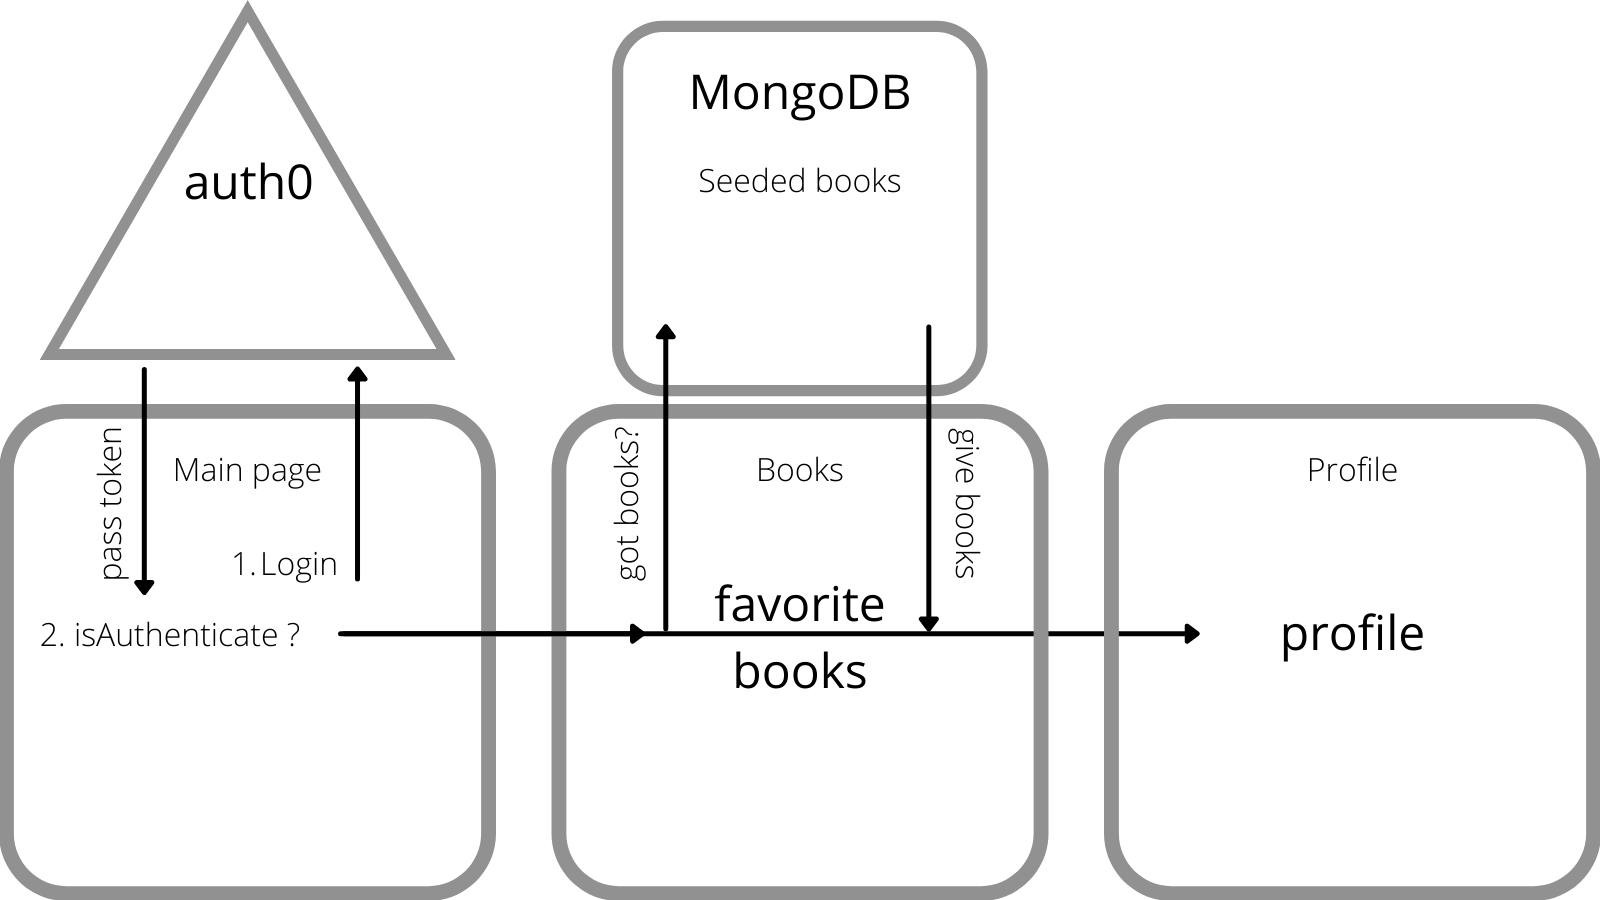 auth0
MongoDB
Seeded books
pass token
Main page
1.Login
2. isAuthenticate ?
got books?
Books
give books
favorite
books
Profile
profile